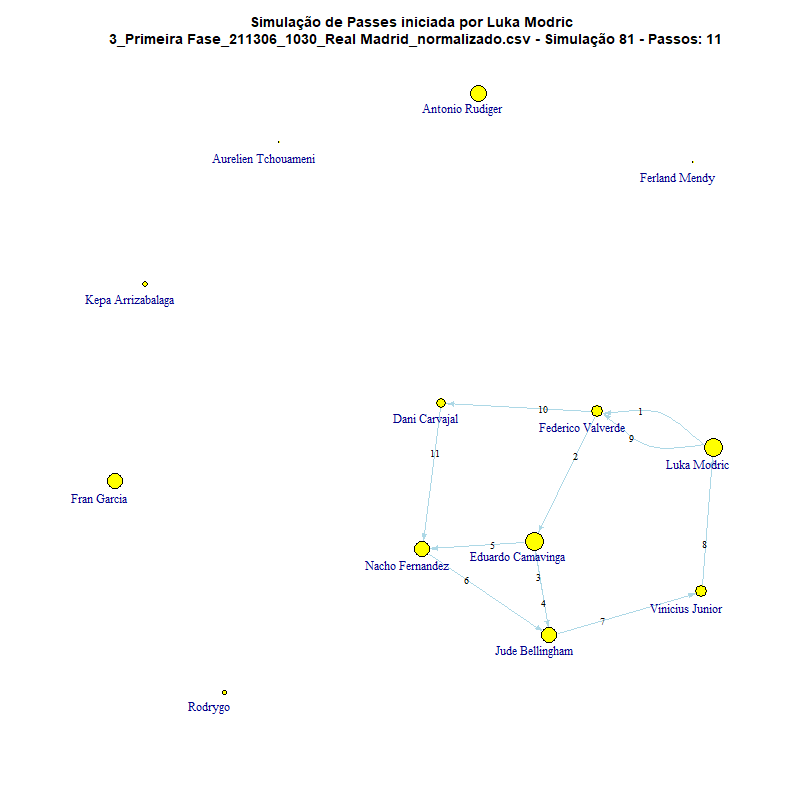 Simulação de Passes iniciada por Luka Modric
3_Primeira Fase_211306_1030_Real Madrid_normalizado.csv - Simulação 81 - Passos: 11
Antonio Rudiger
Aurelien Tchouameni
Ferland Mendy
Kepa Arrizabalaga
10
1
Dani Carvajal
Federico Valverde
9
11
2
Luka Modric
Fran Garcia
5
8
Eduardo Camavinga
Nacho Fernandez
3
6
4
Vinicius Junior
7
Jude Bellingham
Rodrygo